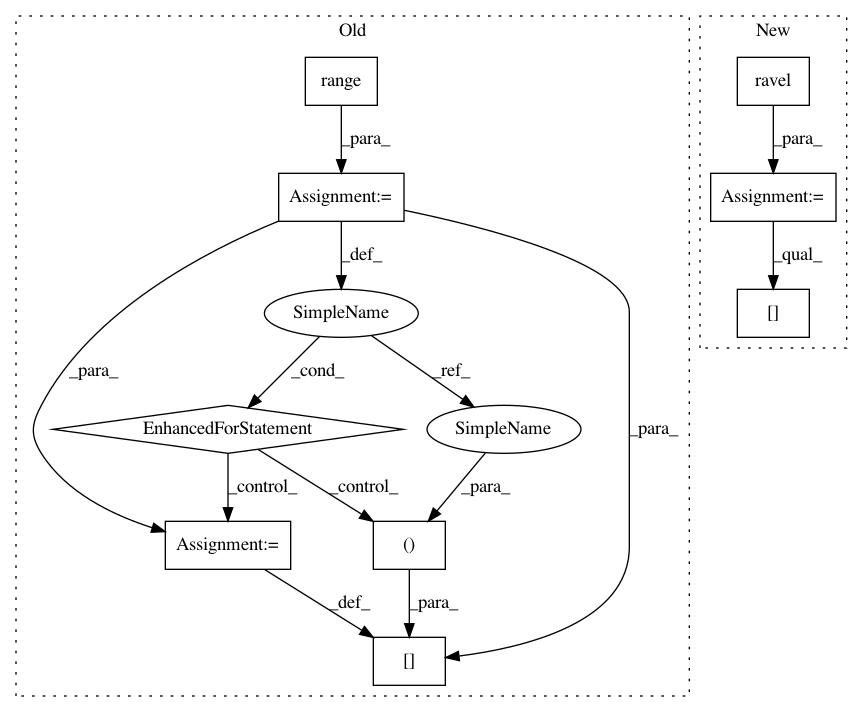 Old
New
range
ravel
_para_
_para_
Assignment:=
Assignment:=
_def_
_qual_
SimpleName
[]
_para_
_cond_
_ref_
_para_
EnhancedForStatement
SimpleName
_control_
_control_
_para_
Assignment:=
()
_def_
_para_
[]